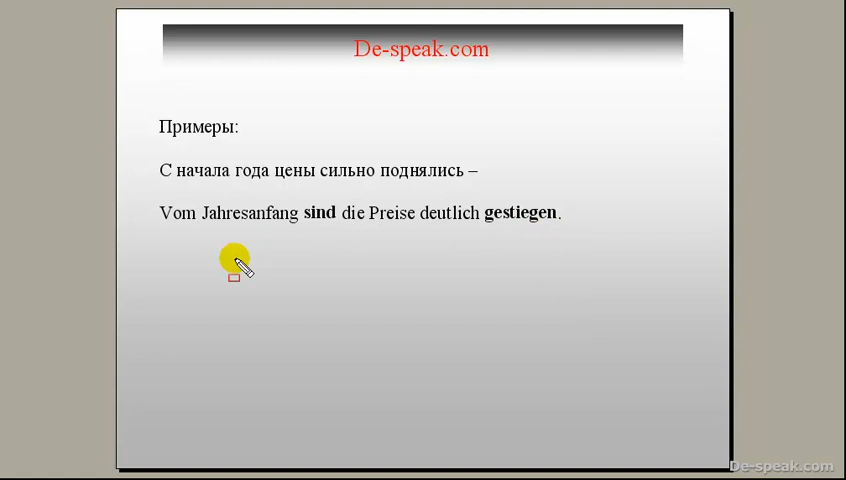 De-speak.com
Примеры:
С начала года цены сильно поднялись –
Vom Jahresanfang sind die Preise deutlich gestiegen.
De-speak.com